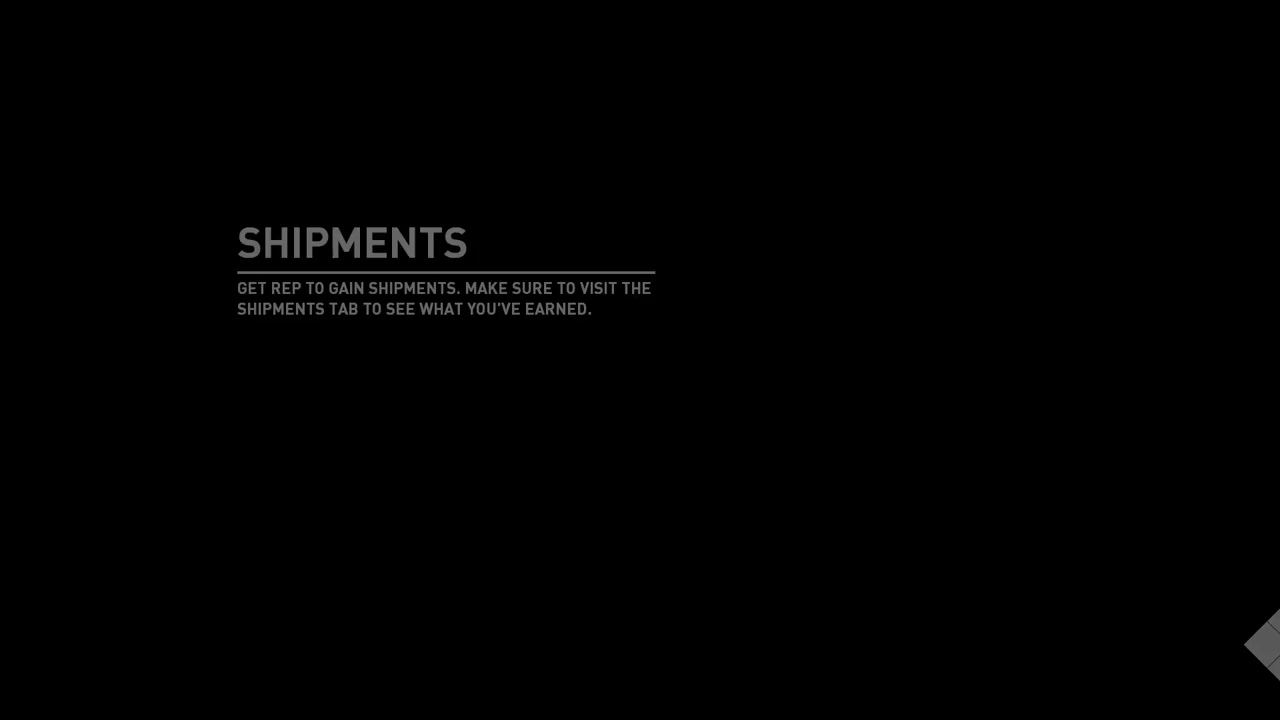 SHIPMENTS
GET REP TO GAIN SHIPMENTS. MAKE SURE TO VISIT THE
SHIPMENTS TAB TO SEE WHAT YOU'VE EARNED.